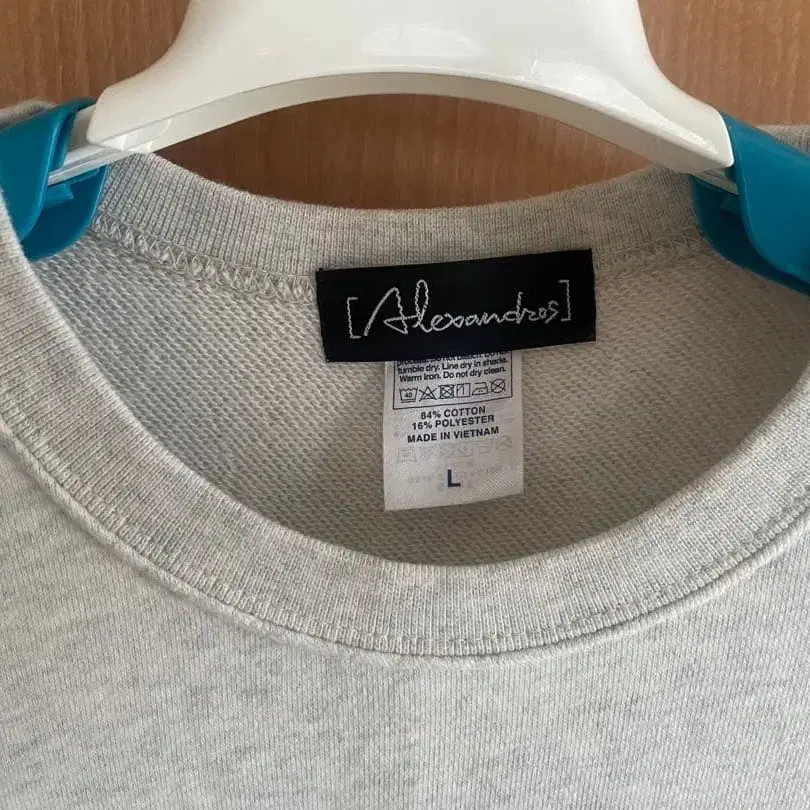 [Alexandros]
tumble dry. Line dry in shade.
Warm iron. Do not dry clean.
40
84% COTTON
16% POLYESTER
MADE IN VIETNAM
L